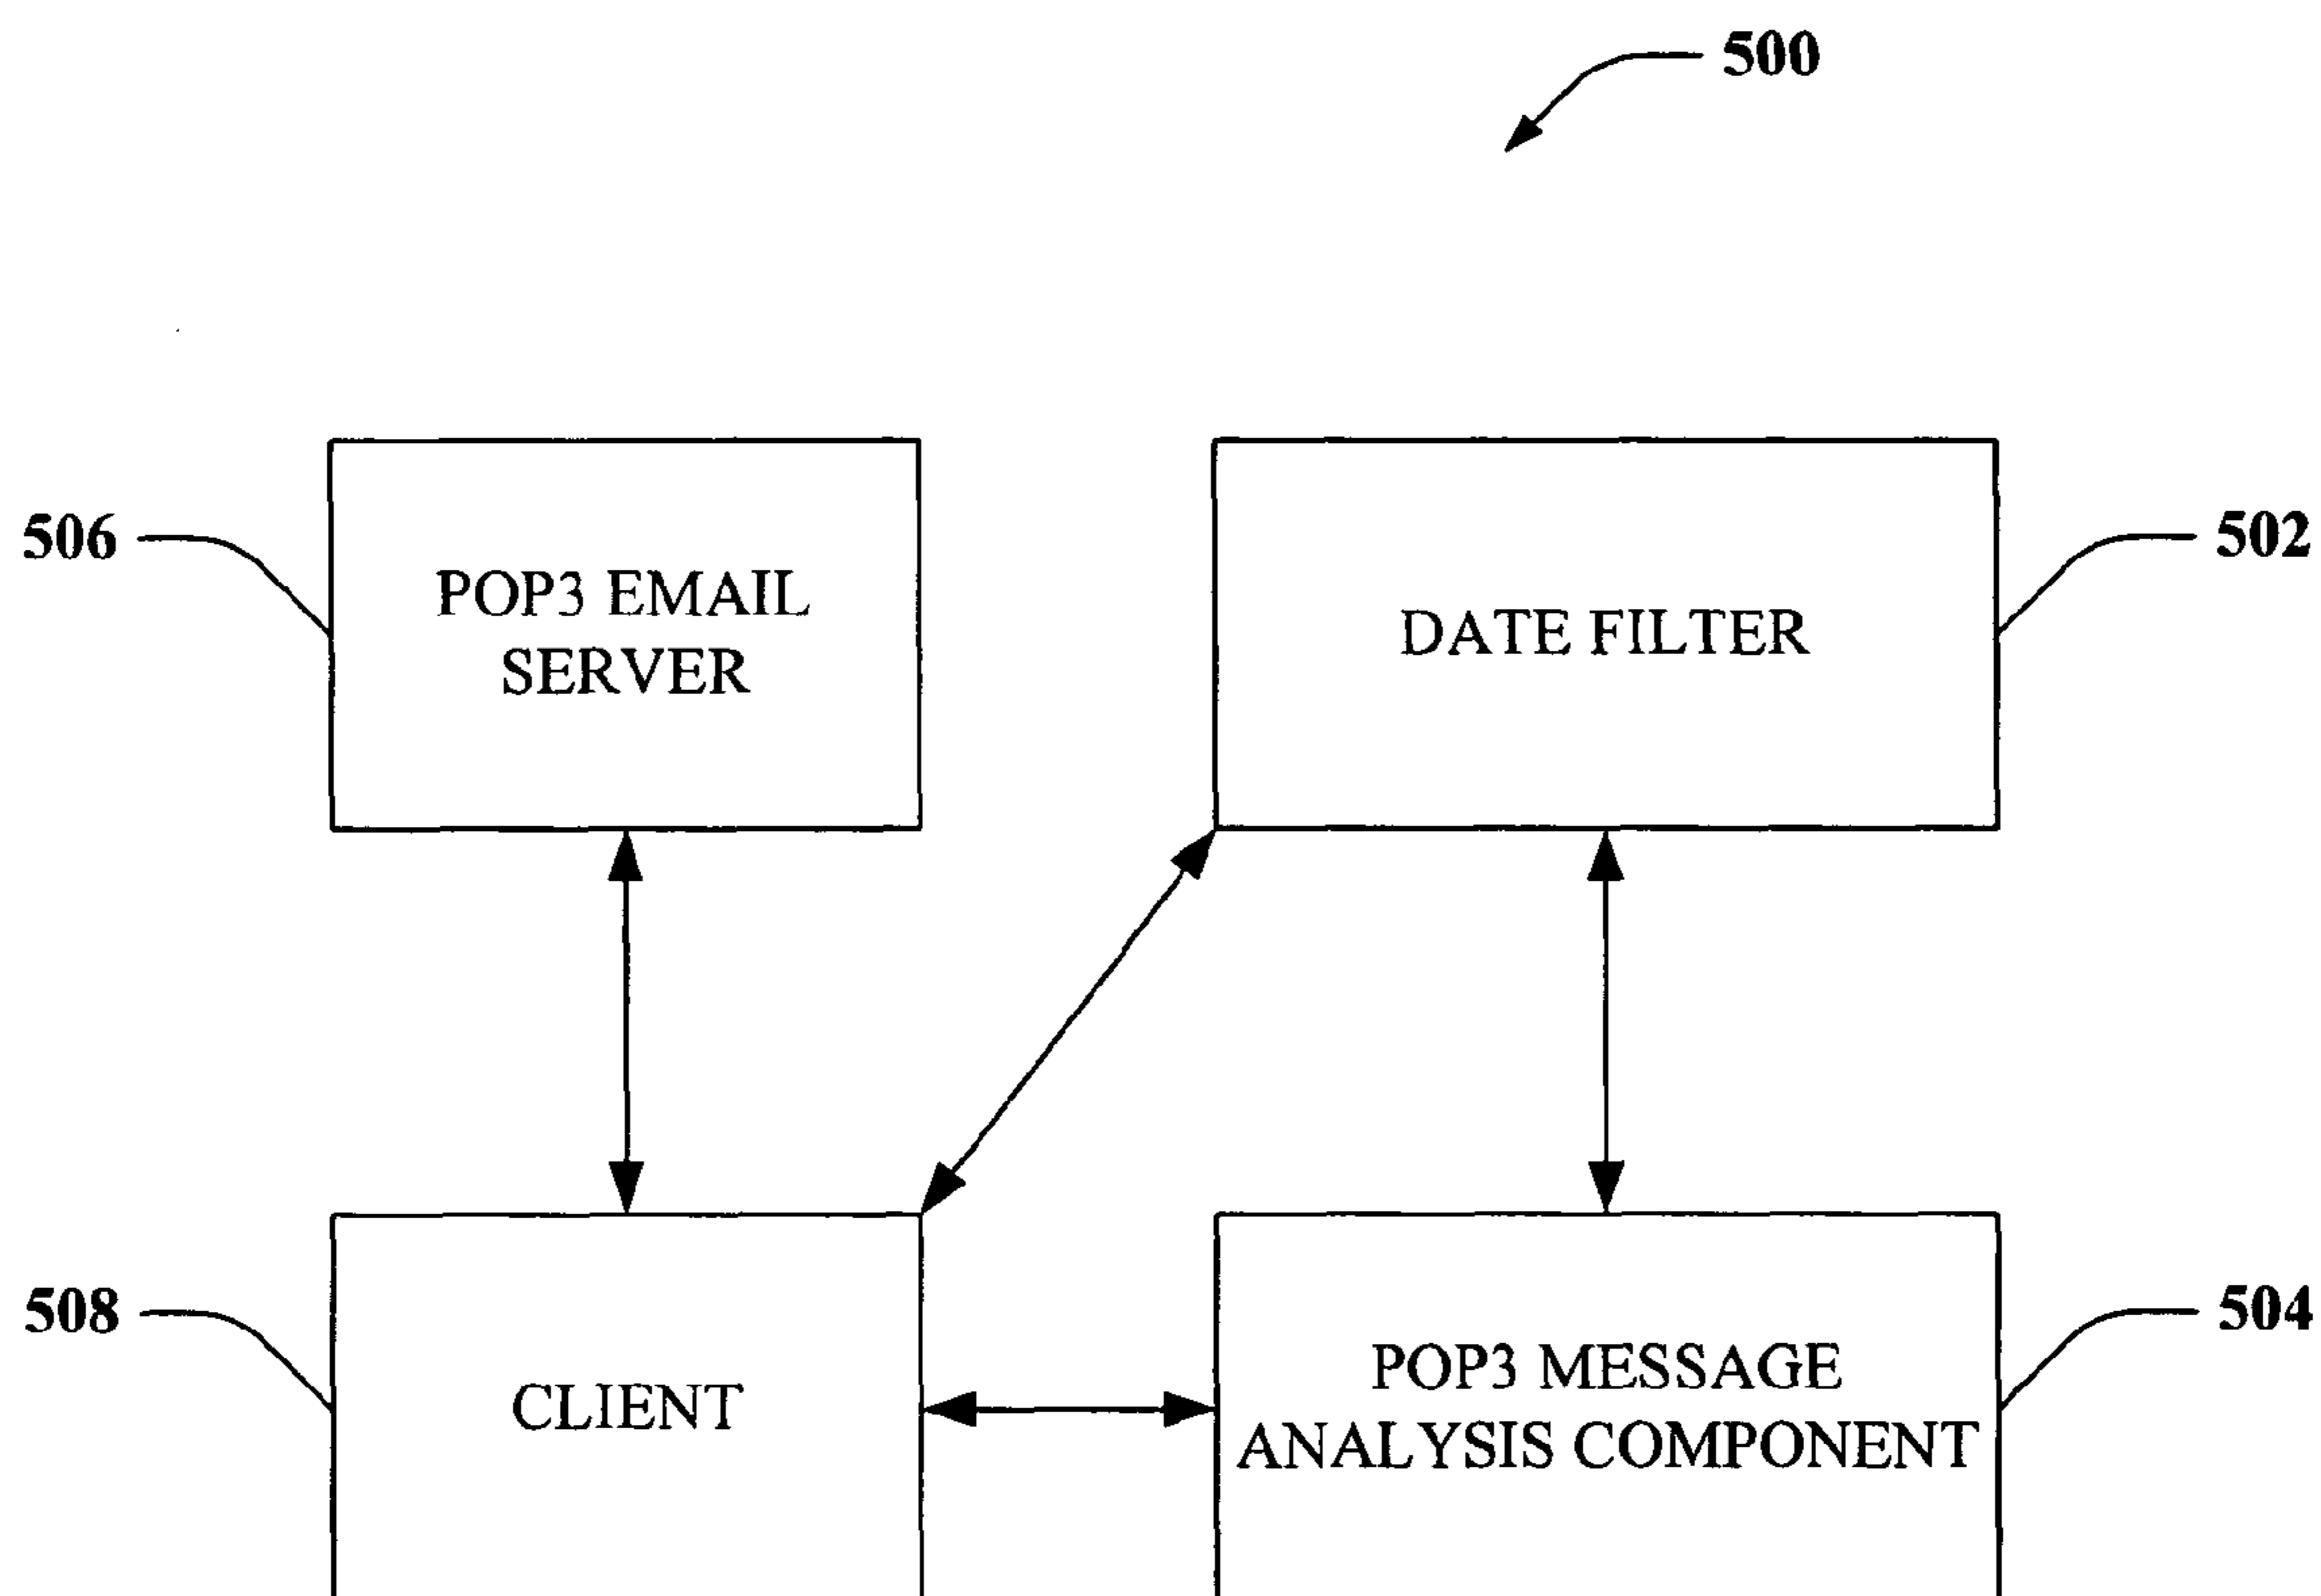 500
506
POP3 EMAIL
SERVER
DATE FILTER
502
508
CLIENT
POP3 MESSAGE
ANALYSIS COMPONENT
504